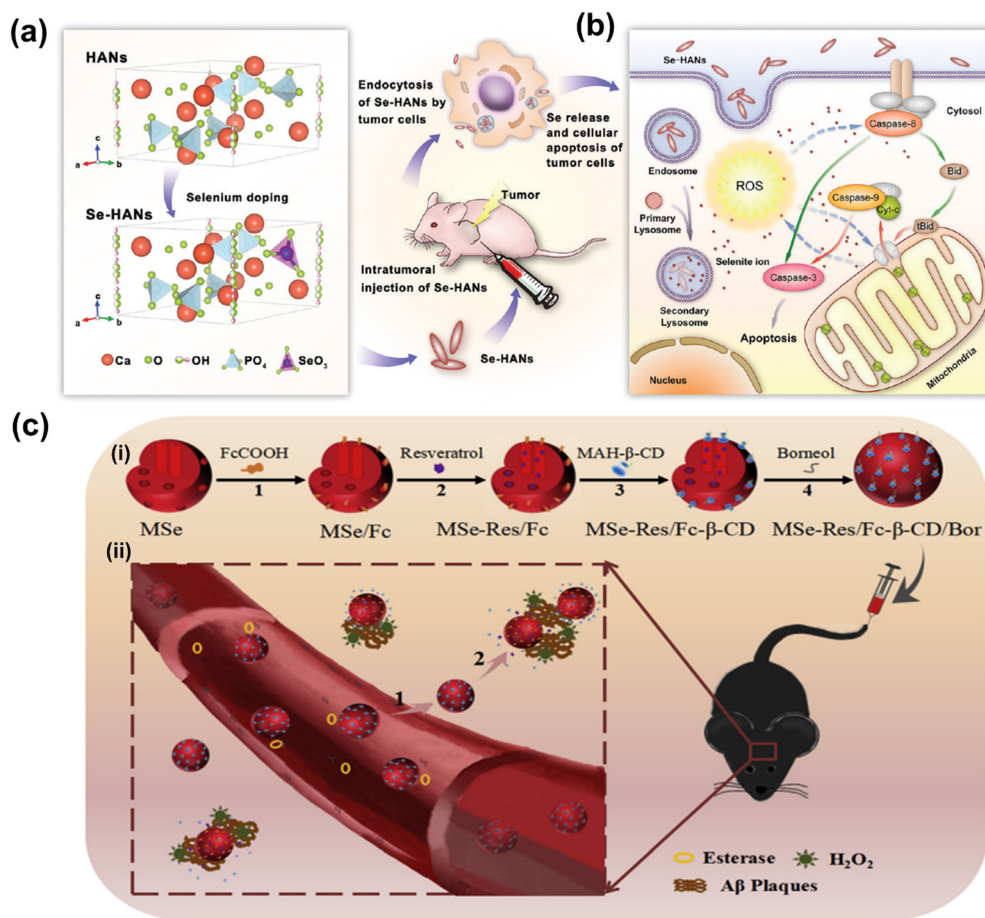 (a)
HANs
c
a
b
Selenium doping
Se-HANs
c
a
b
Ca
O
OH
PO4
SeO3
Endocytosis
of Se-HANs by
tumor cells
Se release
and cellular
apoptosis of
tumor cells
Tumor
Intratumoral
injection of Se-HANs
Se-HANs
(b)
Se-HANs
Cytosol
Caspase-8
Endosome
ROS
Bid
Caspase-9
Cyt-c
Primary
Lysosome
tBid
Selenite ion
Caspase-3
Secondary
Lysosome
Apoptosis
Nucleus
Mitochondria
(c)
(i)
FcCOOH
Resveratrol
MAH-β-CD
Borneol
1
2
3
4
MSe
MSe/Fc
MSe-Res/Fc
MSe-Res/Fc-β-CD
MSe-Res/Fc-β-CD/Bor
(ii)
1
2
Esterase
H2O2
Aβ Plaques